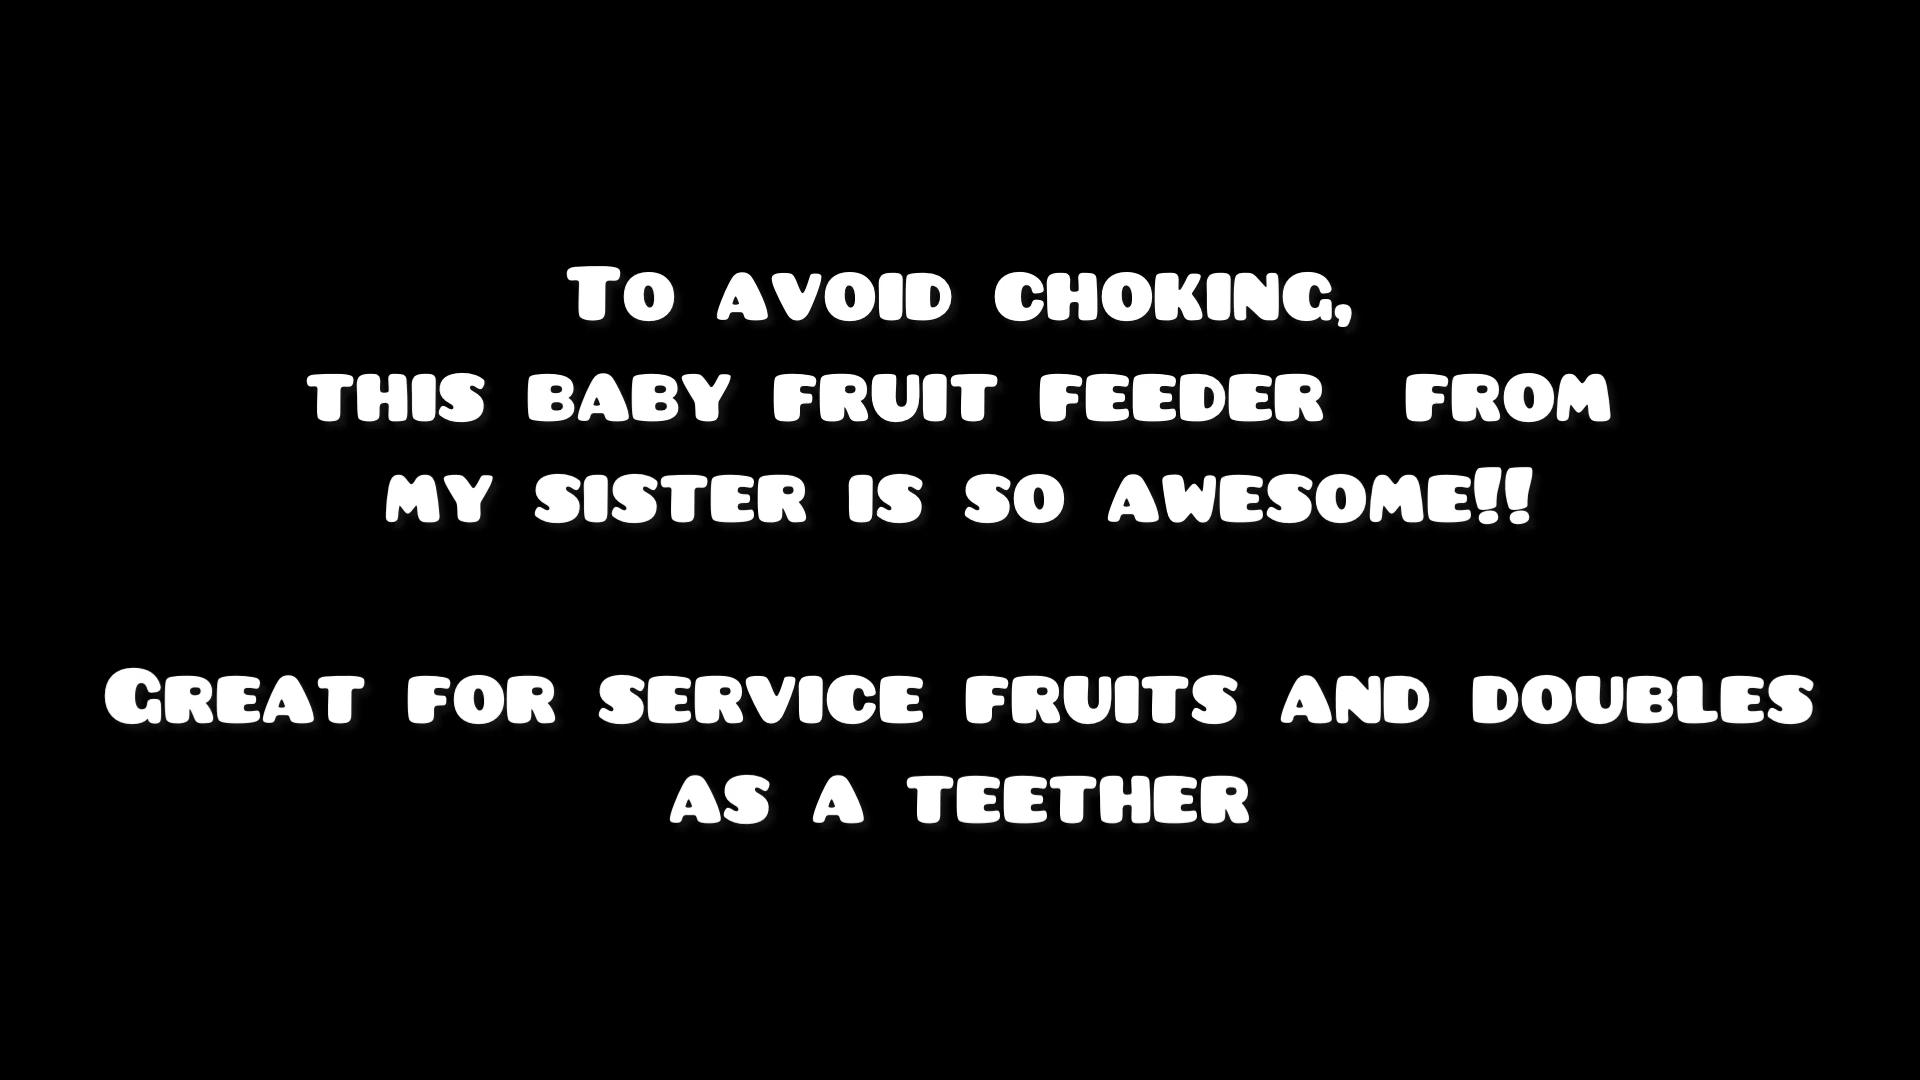 To avoid choking,
this baby fruit feeder  from
my sister is so awesome!!
Great for service fruits and doubles
as a teether